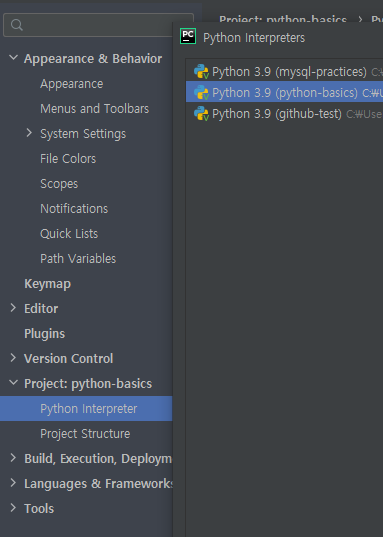 Project: python-basics
PC
Python Interpreters
Python 3.9 (mysql-practices)
Python 3.9 (python-basics) C:₩U
Python 3.9 (github-test) C:₩Use
Appearance & Behavior
Appearance
Menus and Toolbars
System Settings
File Colors
Scopes
Notifications
Quick Lists
Path Variables
Keymap
Editor
Plugins
Version Control
Project: python-basics
Python Interpreter
Project Structure
Build, Execution, Deploym
Languages & Frameworks
Tools